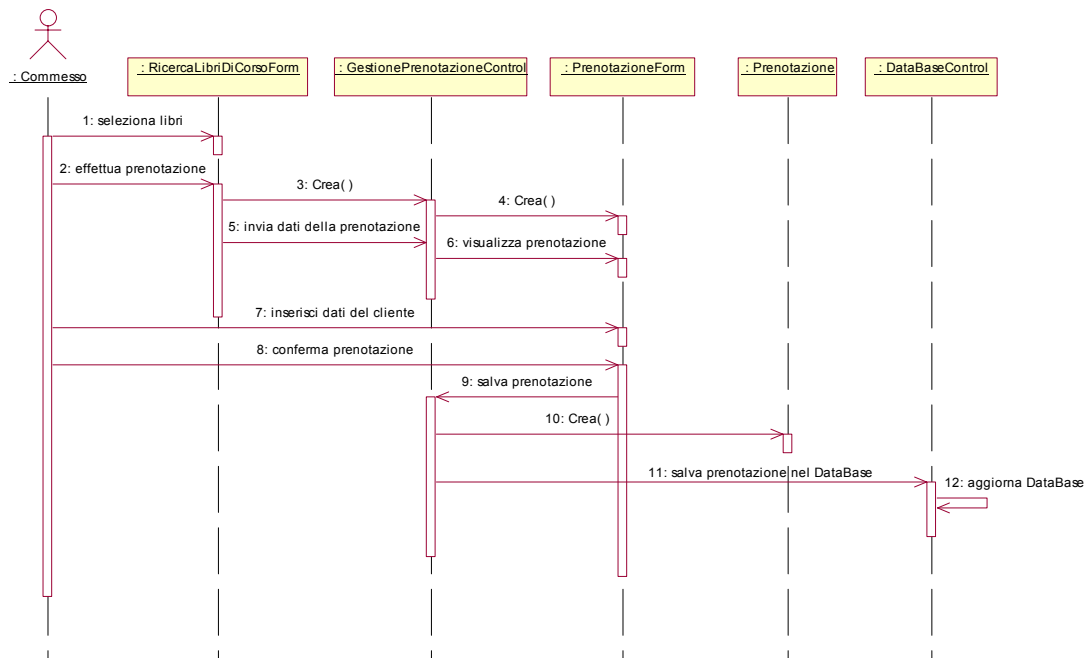 : Commesso
: RicercaLibriDiCorsoForm
: GestionePrenotazioneControl
: PrenotazioneForm
: Prenotazione
: DataBaseControl
1: seleziona libri
2: effettua prenotazione
3: Crea( )
4: Crea( )
5: invia dati della prenotazione
6: visualizza prenotazione
7: inserisci dati del cliente
8: conferma prenotazione
9: salva prenotazione
10: Crea( )
11: salva prenotazione nel DataBase
12: aggiorna DataBase